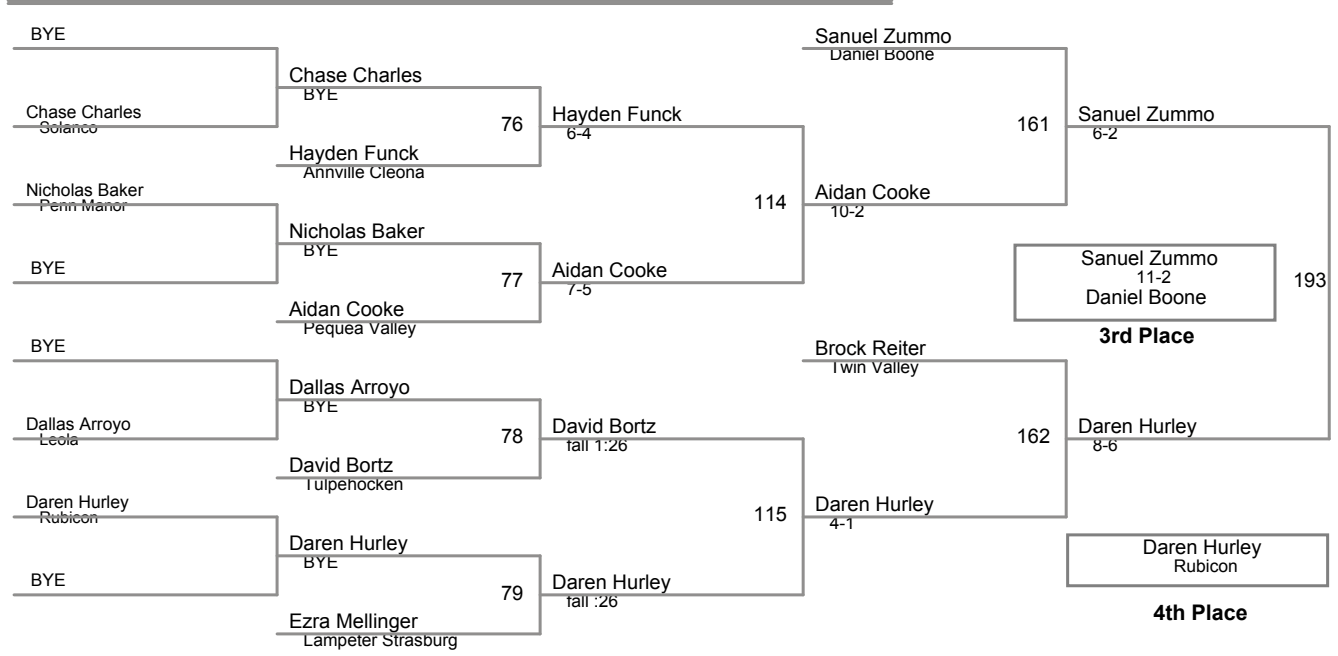 BYE
Chase Charles
Solanco
Nicholas Baker
Penn Manor
BYE
BYE
Dallas Arroyo
Leola
Daren Hurley
Rubicon
BYE
Chase Charles
BYE
76
Hayden Funck
Annville Cleona
Nicholas Baker
BYE
77
Aidan Cooke
Pequea Valley
Dallas Arroyo
BYE
78
David Bortz
Tulpehocken
Daren Hurley
BYE
79
Ezra Mellinger
Lampeter Strasburg
Hayden Funck
6-4
114
Aidan Cooke
7-5
David Bortz
fall 1:26
115
Daren Hurley
fall :26
Sanuel Zummo
Daniel Boone
161
Aidan Cooke
10-2
Brock Reiter
Twin Valley
162
Daren Hurley
4-1
Sanuel Zummo
6-2
Sanuel Zummo
11-2
Daniel Boone
193
3rd Place
Daren Hurley
8-6
Daren Hurley
Rubicon
4th Place